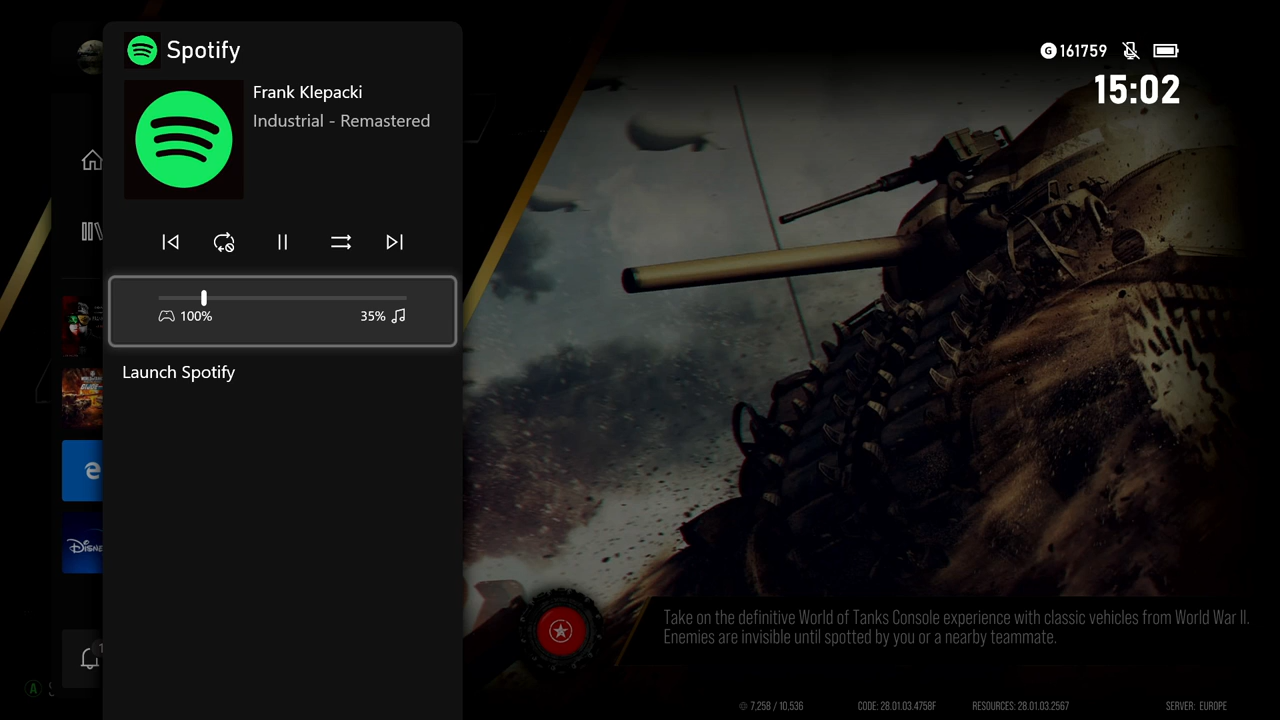 Spotify
Frank Klepacki
Industrial - Remastered
100%
35%
Launch Spotify
G 161759
15:02
Take on the definitive World of Tanks Console experience with classic vehicles from World War II.
Enemies are invisible until spotted by you or a nearby teammate.
A
7,258 / 10,536
CODE: 28.01.03.4758F
RESOURCES: 28.01.03.2567
SERVER: EUROPE